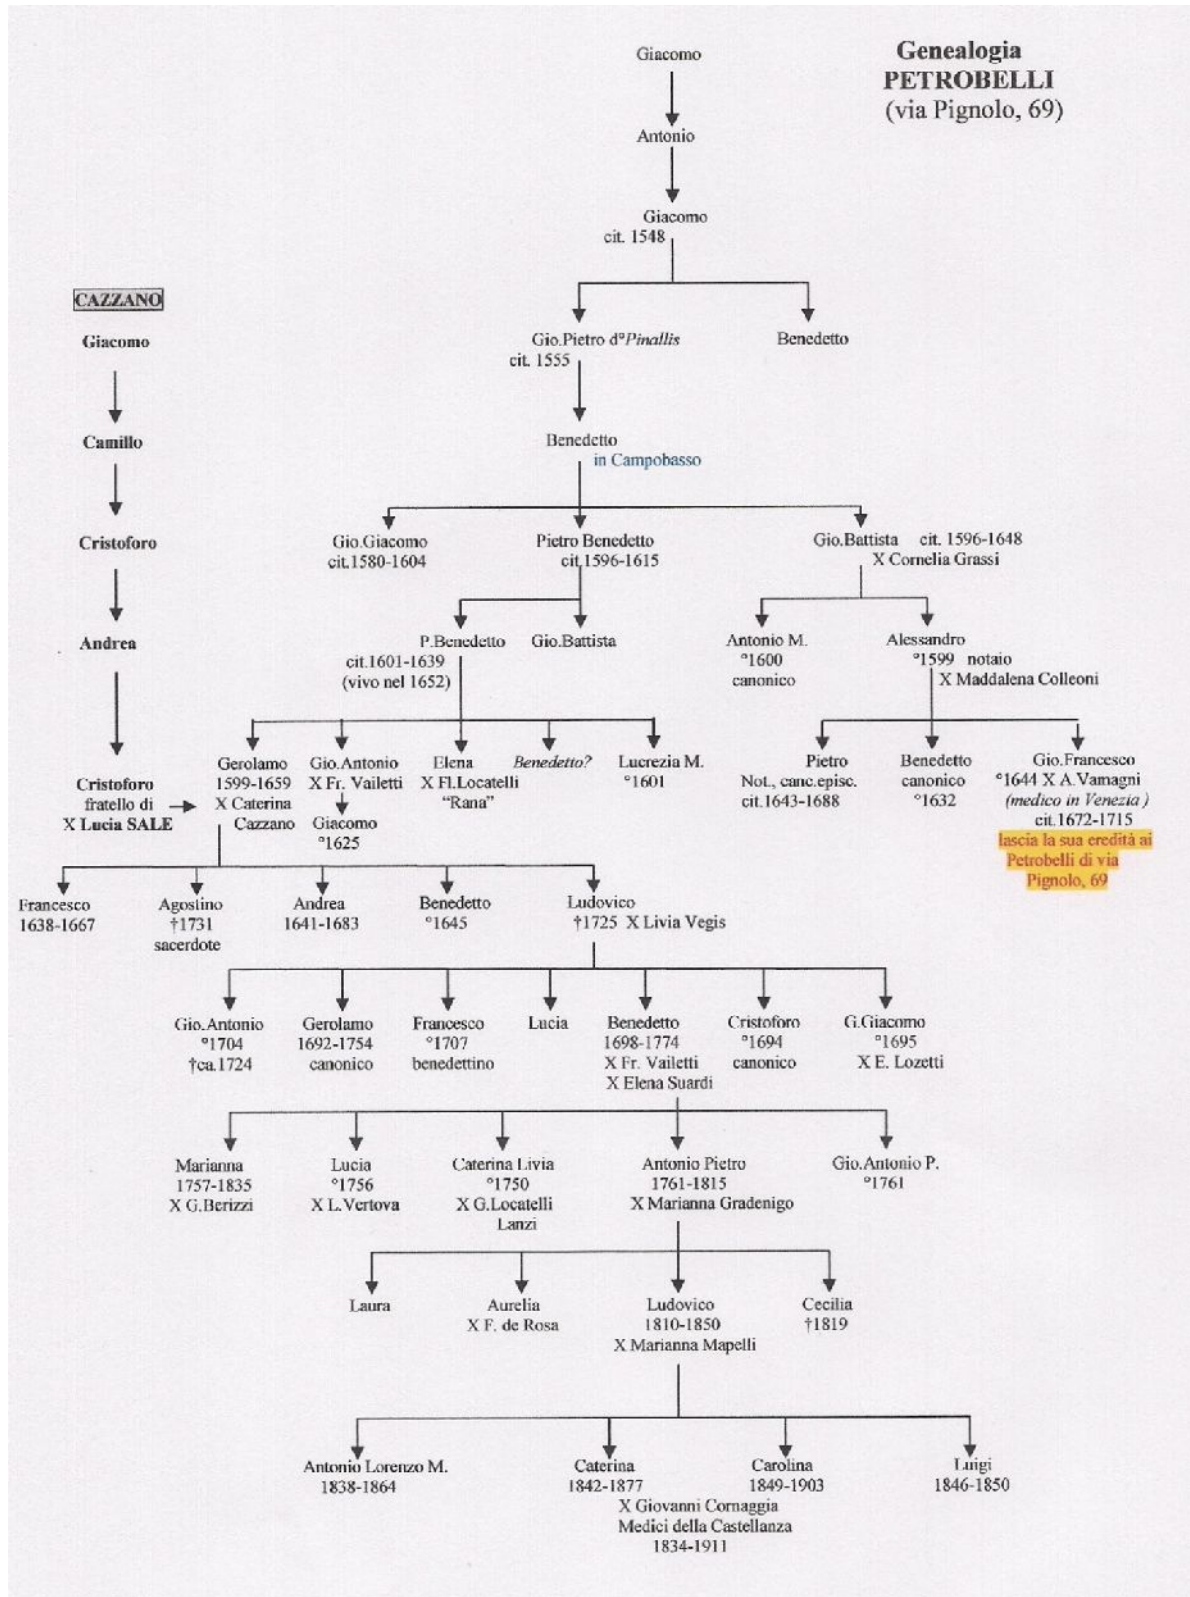 Genealogia
PETROBELLI
(via Pignolo, 69)
Giacomo
Antonio
Giacomo
cit. 1548
CAZZANO
Giacomo
Camillo
Cristoforo
Andrea
Cristoforo
fratello di
X Lucia SALE
Gio.Pietro d°Pinallis
cit. 1555
Benedetto
Benedetto
in Campobasso
Gio.Giacomo
cit.1580-1604
Pietro Benedetto
cit.1596-1615
Gio.Battista cit. 1596-1648
X Cornelia Grassi
P.Benedetto
cit.1601-1639
(vivo nel 1652)
Gio.Battista
Antonio M.
°1600
canonico
Alessandro
°1599 notaio
X Maddalena Colleoni
Gerolamo
1599-1659
X Caterina
Cazzano
Gio.Antonio
X Fr. Vailetti
Giacomo
°1625
Elena
X Fl.Locatelli
“Rana”
Benedetto?
Lucrezia M.
°1601
Pietro
Not., canc.episc.
cit.1643-1688
Benedetto
canonico
°1632
Gio.Francesco
°1644 X A.Vamagni
(medico in Venezia )
cit.1672-1715
lascia la sua eredità ai
Petrobelli di via
Pignolo, 69
Francesco
1638-1667
Agostino
†1731
sacerdote
Andrea
1641-1683
Benedetto
°1645
Ludovico
†1725 X Livia Vegis
Gio.Antonio
°1704
†ca.1724
Gerolamo
1692-1754
canonico
Francesco
°1707
benedettino
Lucia
Benedetto
1698-1774
X Fr. Vailetti
X Elena Suardi
Cristoforo
°1694
canonico
G.Giacomo
°1695
X E. Lozetti
Marianna
1757-1835
X G.Berizzi
Lucia
°1756
X L.Vertova
Caterina Livia
°1750
X G.Locatelli
Lanzi
Antonio Pietro
1761-1815
X Marianna Gradenigo
Gio.Antonio P.
°1761
Laura
Aurelia
X F. de Rosa
Ludovico
1810-1850
X Marianna Mapelli
Cecilia
†1819
Antonio Lorenzo M.
1838-1864
Caterina
1842-1877
X Giovanni Cornaggia
Medici della Castellanza
1834-1911
Carolina
1849-1903
Luigi
1846-1850